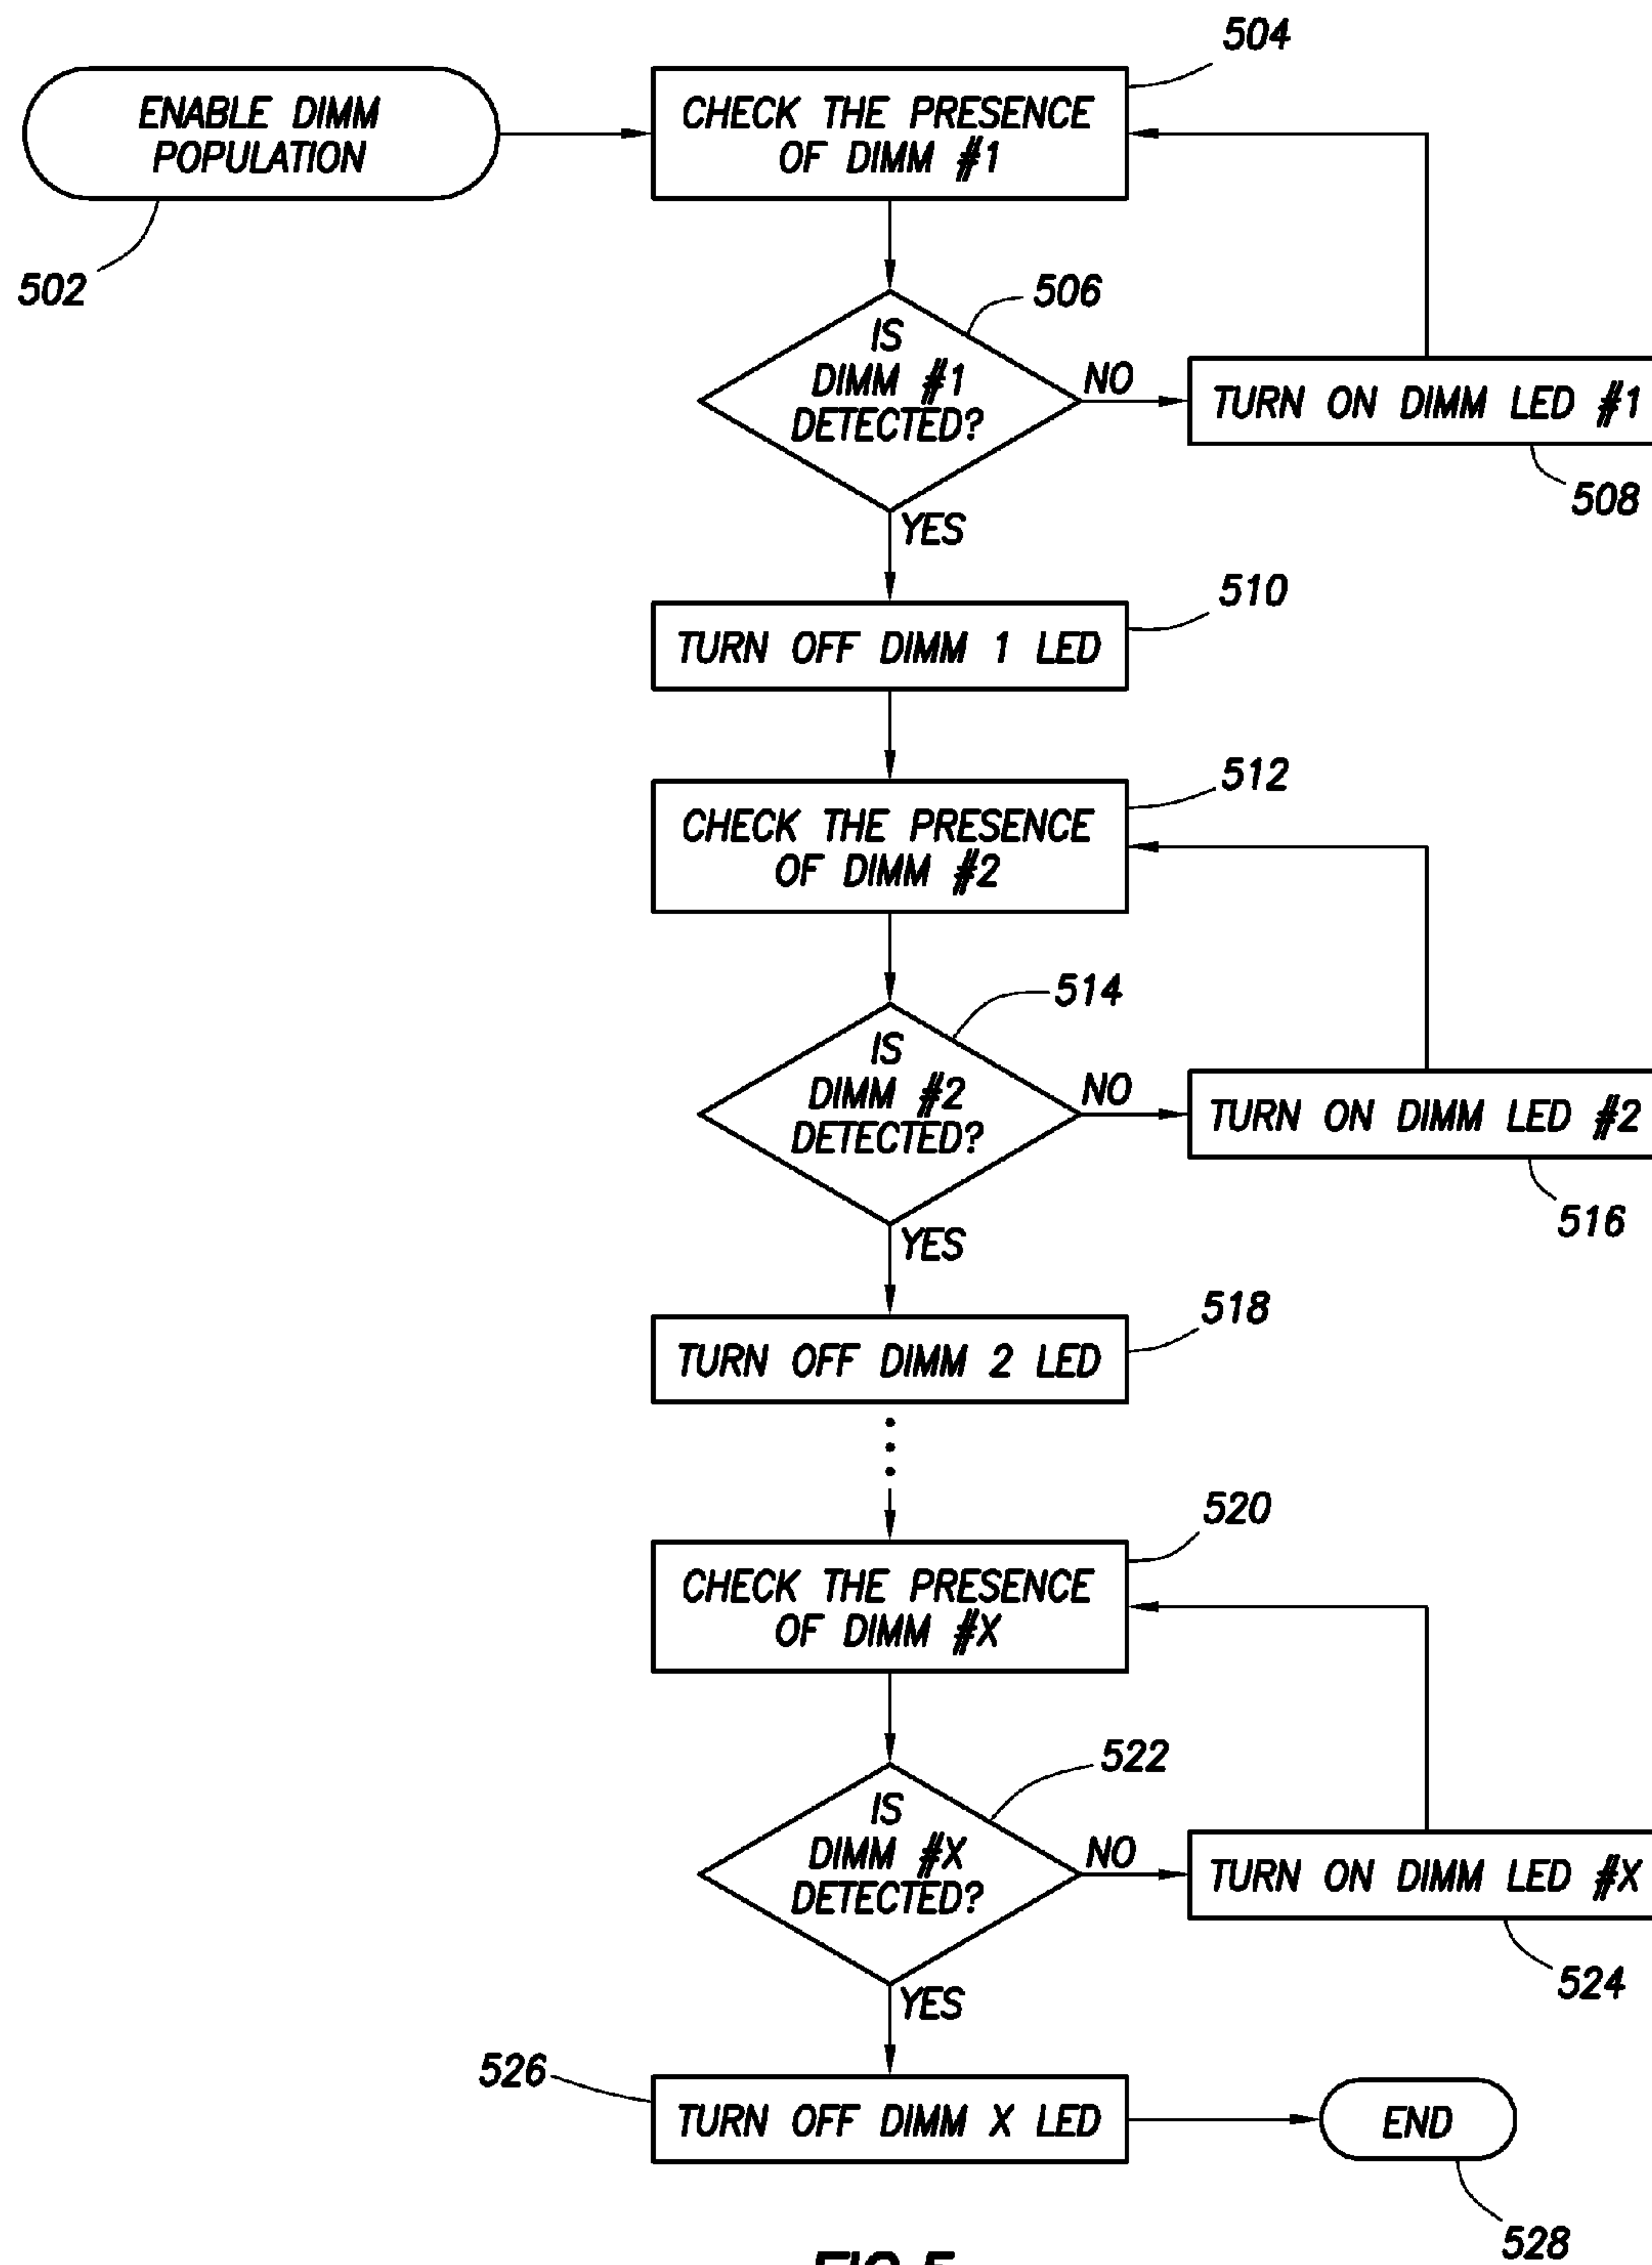 504
ENABLE DIMM
POPULATION
CHECK THE PRESENCE
OF DIMM #1
502
506
IS
DIMM #1
DETECTED?
NO
TURN ON DIMM LED #1
508
YES
510
TURN OFF DIMM 1 LED
512
CHECK THE PRESENCE
OF DIMM #2
514
IS
DIMM #2
DETECTED?
NO
TURN ON DIMM LED #2
516
YES
518
TURN OFF DIMM 2 LED
520
CHECK THE PRESENCE
OF DIMM #X
522
IS
DIMM #X
DETECTED?
NO
TURN ON DIMM LED #X
524
YES
526
TURN OFF DIMM X LED
END
528
FIG.5